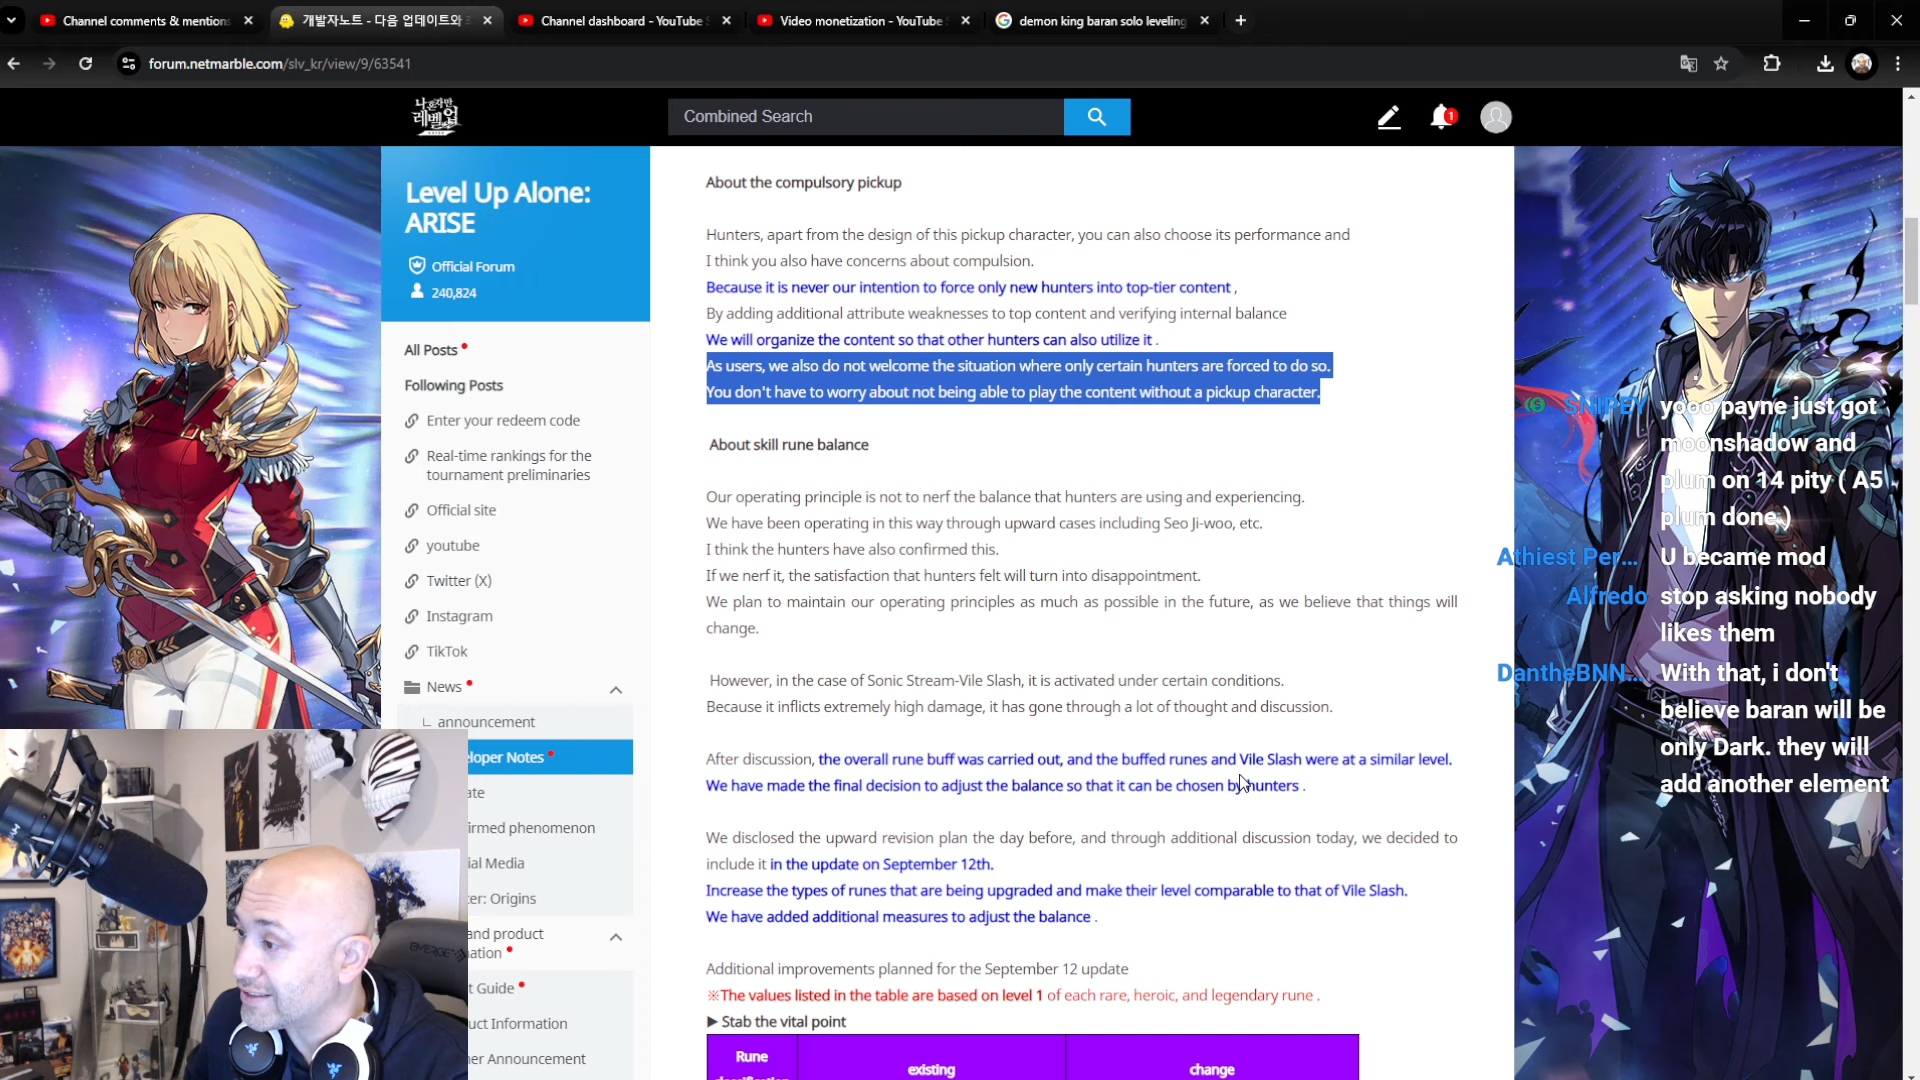 Channel comments & mention
개발자노트 - 다음 업데이트와
Channel dashboard - YouTube
Video monetization - YouTube
demon king baran solo leveling
forum.netmarble.com/slv_kr/view/9/63541
나 혼자만
레벨업
Combined Search
1
Level Up Alone:
ARISE
Official Forum
240,824
All Posts
Following Posts
Enter your redeem code
Real-time rankings for the
tournament preliminaries
Official site
youtube
Twitter (X)
Instagram
TikTok
News
announcement
eloper Notes
ate
irmed phenomenon
ial Media
er: Origins
and product
ation
t Guide
uct Information
er Announcement
About the compulsory pickup
Hunters, apart from the design of this pickup character, you can also choose its performance and
I think you also have concerns about compulsion.
Because it is never our intention to force only new hunters into top-tier content ,
By adding additional attribute weaknesses to top content and verifying internal balance
We will organize the content so that other hunters can also utilize it .
As users, we also do not welcome the situation where only certain hunters are forced to do so.
You don't have to worry about not being able to play the content without a pickup character.
About skill rune balance
Our operating principle is not to nerf the balance that hunters are using and experiencing.
We have been operating in this way through upward cases including Seo Ji-woo, etc.
I think the hunters have also confirmed this.
If we nerf it, the satisfaction that hunters felt will turn into disappointment.
We plan to maintain our operating principles as much as possible in the future, as we believe that things will
change.
However, in the case of Sonic Stream-Vile Slash, it is activated under certain conditions.
Because it inflicts extremely high damage, it has gone through a lot of thought and discussion.
After discussion, the overall rune buff was carried out, and the buffed runes and Vile Slash were at a similar level.
We have made the final decision to adjust the balance so that it can be chosen by hunters .
We disclosed the upward revision plan the day before, and through additional discussion today, we decided to
include it in the update on September 12th.
Increase the types of runes that are being upgraded and make their level comparable to that of Vile Slash.
We have added additional measures to adjust the balance .
Additional improvements planned for the September 12 update
※The values listed in the table are based on level 1 of each rare, heroic, and legendary rune .
▶ Stab the vital point
Rune
existing
change
SNIPEY yooo payne just got
moonshadow and
plum on 14 pity ( A5
plum done )
Athiest Per... U became mod
Alfredo stop asking nobody
likes them
DantheBNN... With that, i don't
believe baran will be
only Dark. they will
add another element